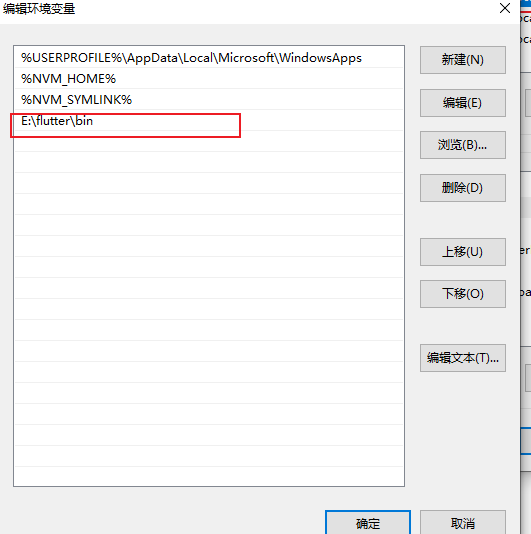 编辑环境变量
%USERPROFILE%\AppData\Local\Microsoft\WindowsApps
%NVM_HOME%
%NVM_SYMLINK%
E:\flutter\bin
新建(N)
编辑(E)
浏览(B)...
删除(D)
上移(U)
下移(O)
编辑文本(T)...
确定
取消